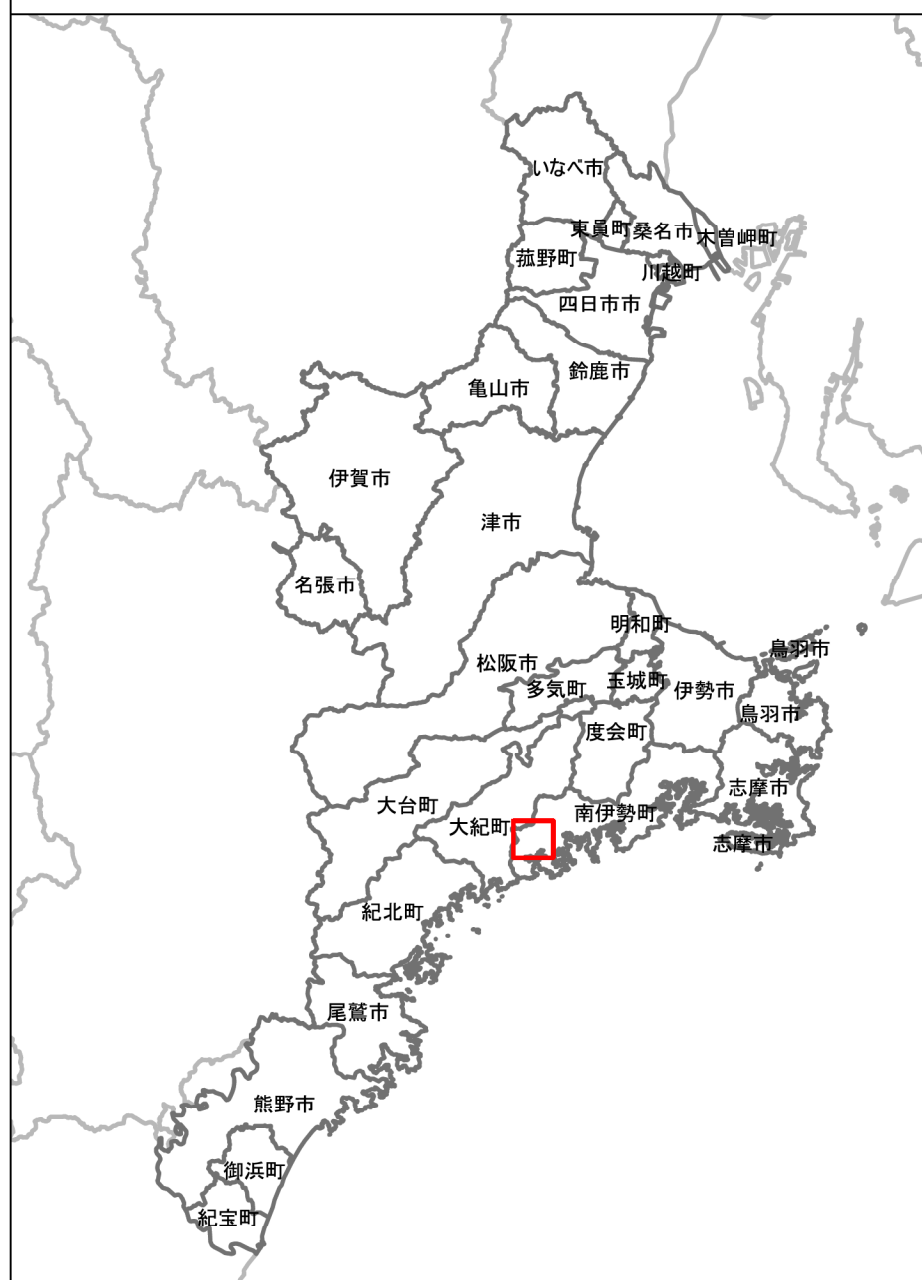 いなべ市
東員町
桑名市
木曽岬町
菰野町
川越町
四日市市
鈴鹿市
亀山市
伊賀市
津市
名張市
明和町
鳥羽市
松阪市
玉城町
多気町
伊勢市
鳥羽市
度会町
志摩市
大台町
南伊勢町
大紀町
志摩市
紀北町
尾鷲市
熊野市
御浜町
紀宝町